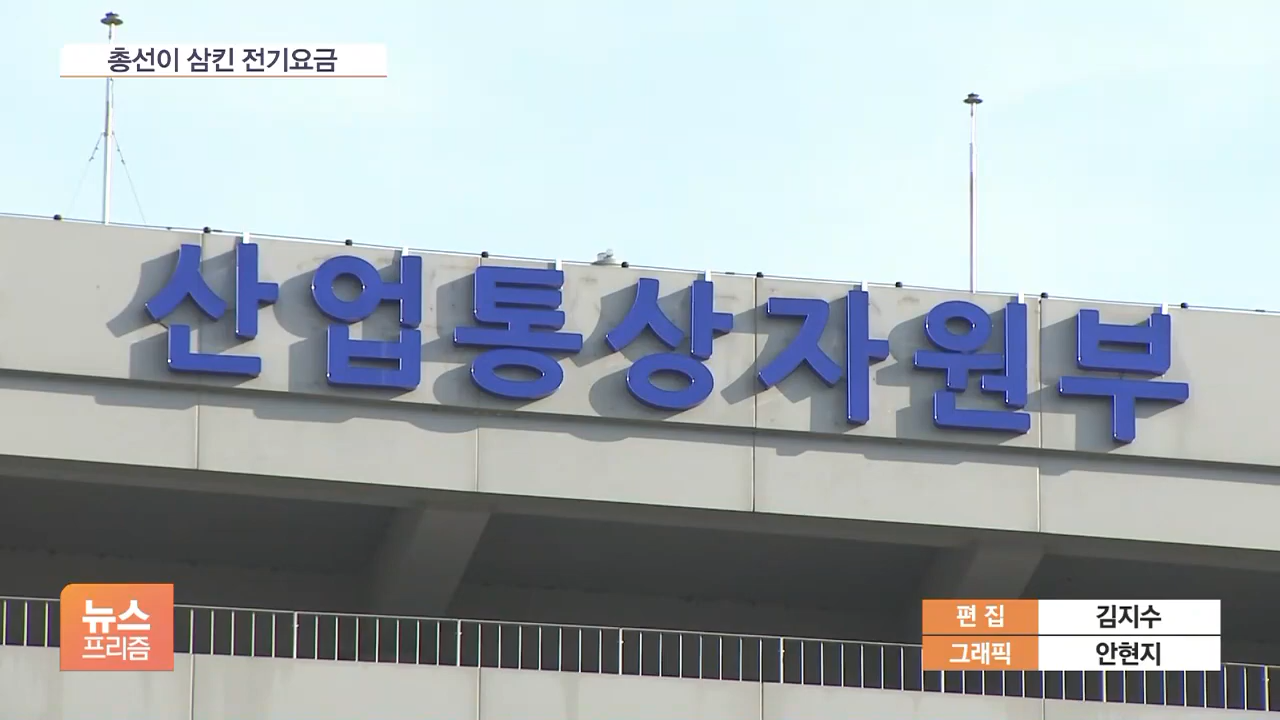 총선이 삼킨 전기요금
산업통상자원부
뉴스
프리즘
편 집 김지수
그래픽 안현지